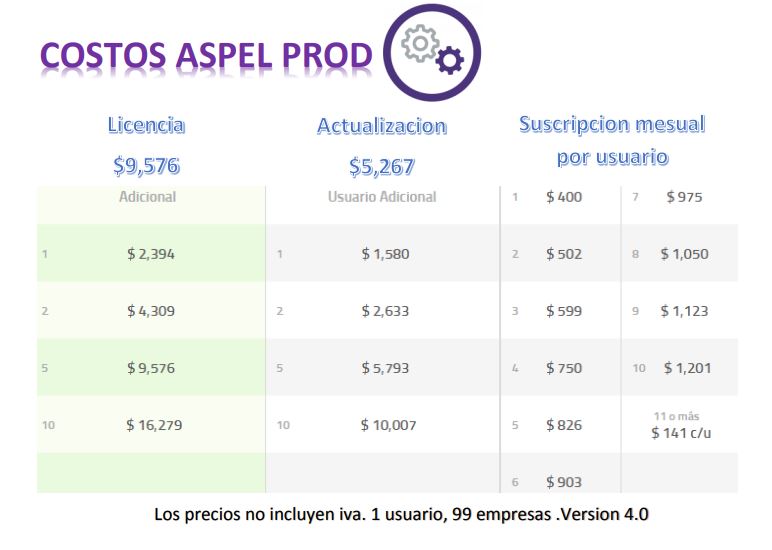 COSTOS ASPEL PROD
Licencia
$9,576
Actualizacion
$5,267
Suscripcion mesual
por usuario
Adicional
1 $ 2,394
2 $ 4,309
5 $ 9,576
10 $ 16,279
Usuario Adicional
1 $ 1,580
2 $ 2,633
5 $ 5,793
10 $ 10,007
1 $ 400
2 $ 502
3 $ 599
4 $ 750
5 $ 826
6 $ 903
7 $ 975
8 $ 1,050
9 $ 1,123
10 $ 1,201
11 o más
$ 141 c/u
Los precios no incluyen iva. 1 usuario, 99 empresas .Version 4.0